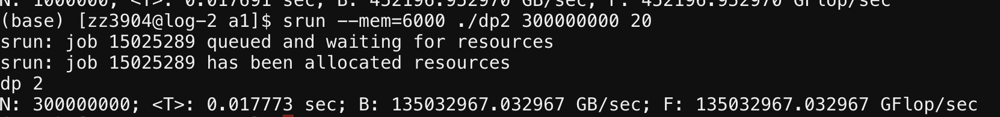 N: 1000000; <T>: 0.017691 sec; B: 452196.952970 GB/sec; F: 452196.952970 GFlop/sec
(base) [zz3904@log-2 a1]$ srun --mem=6000 ./dp2 300000000 20
srun: job 15025289 queued and waiting for resources
srun: job 15025289 has been allocated resources
dp 2
N: 300000000; <T>: 0.017773 sec; B: 135032967.032967 GB/sec; F: 135032967.032967 GFlop/sec